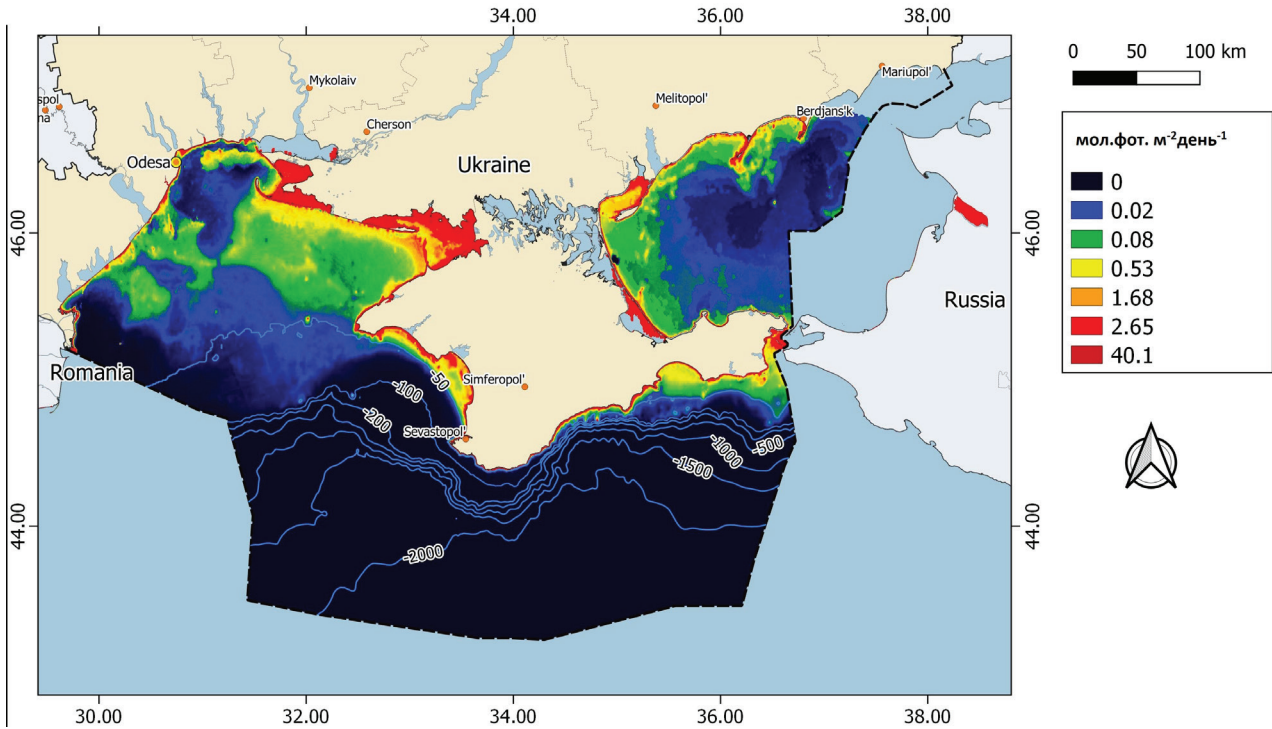 34.00
36.00
38.00
30.00
32.00
34.00
36.00
38.00
46.00
44.00
46.00
44.00
Mykolaiv
Cherson
Odesa
Ukraine
Melitopol'
Mariupol'
Berdjans'k
Russia
Romania
Simferopol'
Sevastopol'
-50
-100
-200
-500
-1000
-1500
-2000
0 50 100 km
мол.фот. м⁻²день⁻¹
0
0.02
0.08
0.53
1.68
2.65
40.1